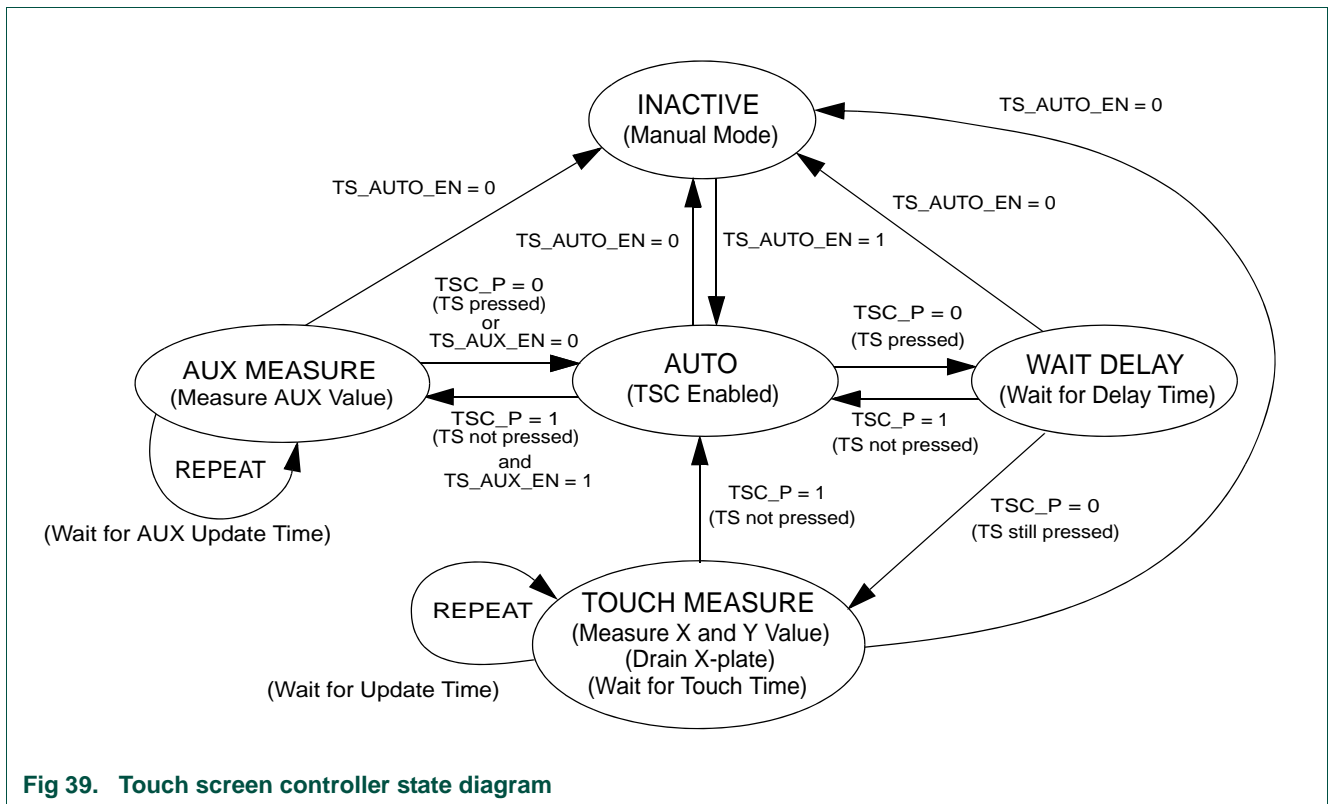 INACTIVE
(Manual Mode)
TS_AUTO_EN = 0
TS_AUTO_EN = 0
TS_AUTO_EN = 0
TS_AUTO_EN = 0
TS_AUTO_EN = 1
TSC_P = 0
(TS pressed)
or
TS_AUX_EN = 0
TSC_P = 0
(TS pressed)
AUX MEASURE
(Measure AUX Value)
AUTO
(TSC Enabled)
WAIT DELAY
(Wait for Delay Time)
TSC_P = 1
(TS not pressed)
and
TS_AUX_EN = 1
TSC_P = 1
(TS not pressed)
REPEAT
(Wait for AUX Update Time)
TSC_P = 1
(TS not pressed)
TSC_P = 0
(TS still pressed)
REPEAT
(Wait for Update Time)
TOUCH MEASURE
(Measure X and Y Value)
(Drain X-plate)
(Wait for Touch Time)
Fig 39. Touch screen controller state diagram